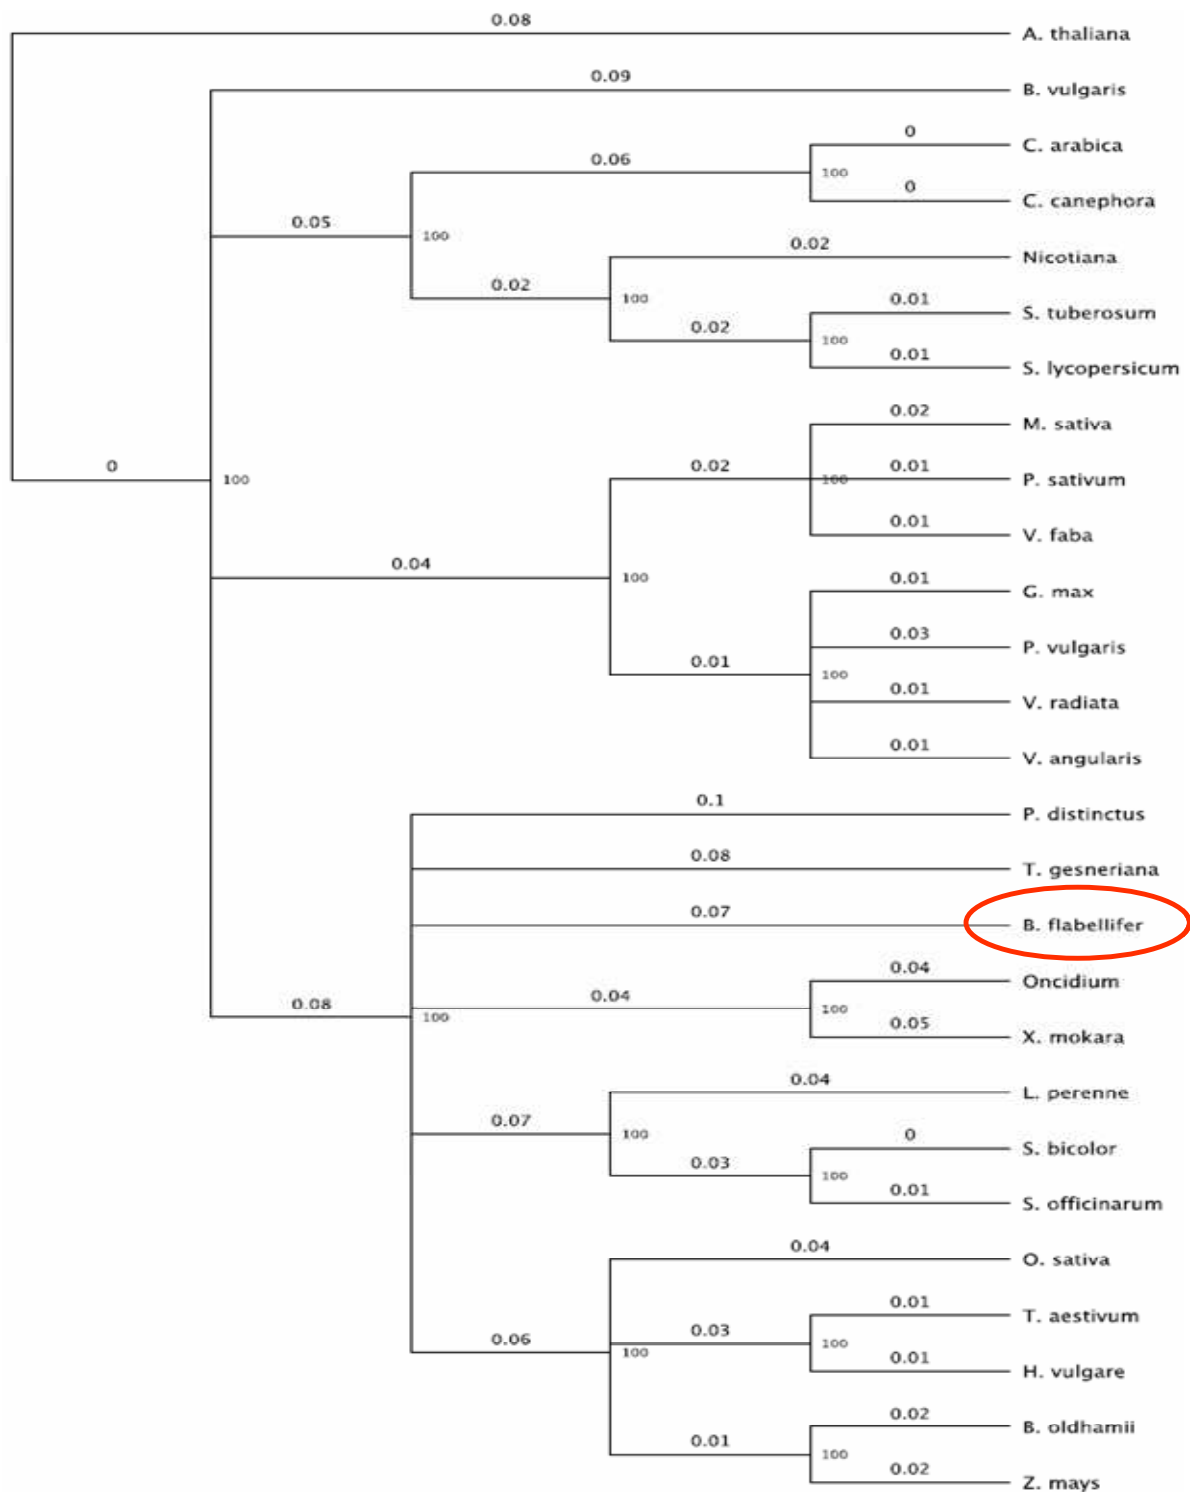 0.08
A. thaliana
0.09
B. vulgaris
0
C. arabica
0.06
100
0
C. canephora
0.05
100
0.02
Nicotiana
0.02
100
0.01
S. tuberosum
0.02
100
0.01
S. lycopersicum
0.02
M. sativa
0
100
0.02
100
0.01
P. sativum
0.01
V. faba
0.04
100
0.01
G. max
0.03
P. vulgaris
0.01
100
0.01
V. radiata
0.01
V. angularis
0.1
P. distinctus
0.08
T. gesneriana
0.07
B. flabellifer
0.04
Oncidium
0.08
100
0.04
100
0.05
X. mokara
0.04
L. perenne
0.07
100
0
S. bicolor
0.03
100
0.01
S. officinarum
0.04
O. sativa
0.01
T. aestivum
0.06
100
0.03
100
0.01
H. vulgare
0.02
B. oldhamii
0.01
100
0.02
Z. mays